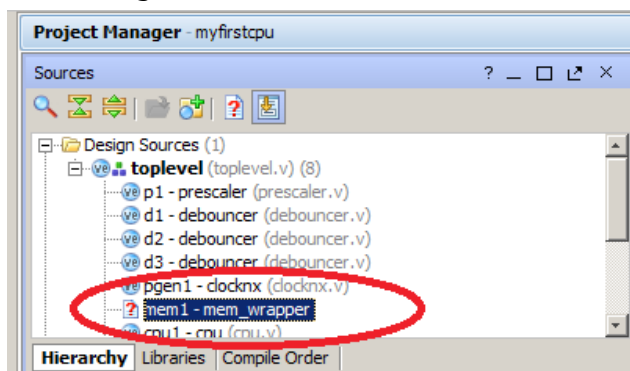 Project Manager - myfirstcpu
Sources
Design Sources (1)
toplevel (toplevel.v) (8)
p1 - prescaler (prescaler.v)
d1 - debouncer (debouncer.v)
d2 - debouncer (debouncer.v)
d3 - debouncer (debouncer.v)
pgen1 - clocknx (clocknx.v)
mem1 - mem_wrapper
cpu1 - cpu (cpu.v)
Hierarchy Libraries Compile Order